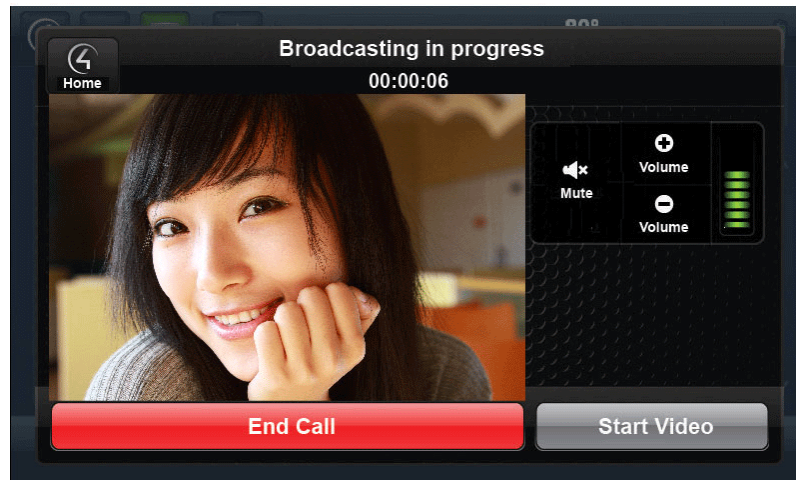 Broadcasting in progress
Home
00:00:06
Volume
Mute
Volume
End Call
Start Video